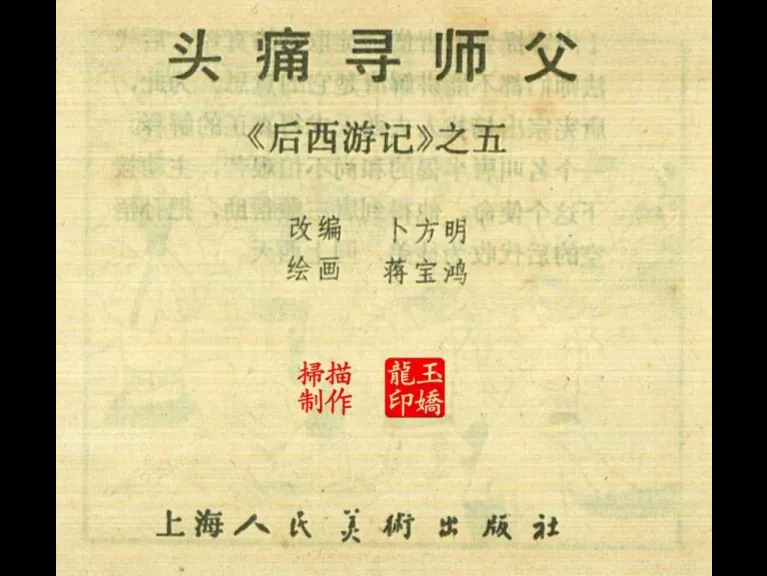 头痛寻师父
《后西游记》之五
改编 卜方明
绘画 蒋宝鸿
掃描
制作
龍玉
印嬌
上海人民美術出版社